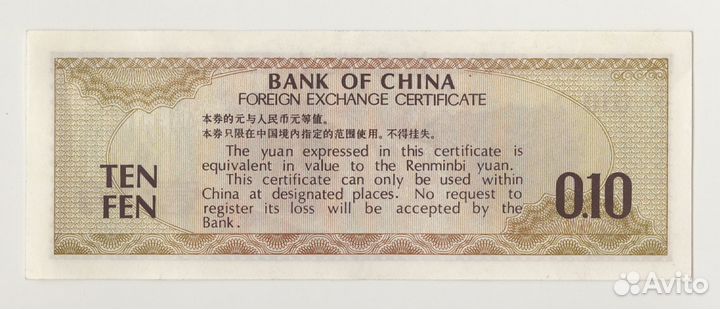 BANK OF CHINA
FOREIGN EXCHANGE CERTIFICATE
本券的元与人民币元等值。
本券只限在中国境内指定的范围使用。不得挂失。
The yuan expressed in this certificate is
equivalent in value to the Renminbi yuan.
This certificate can only be used within
China at designated places. No request to
register its loss will be accepted by the
Bank.
TEN
FEN
0.10
Avito